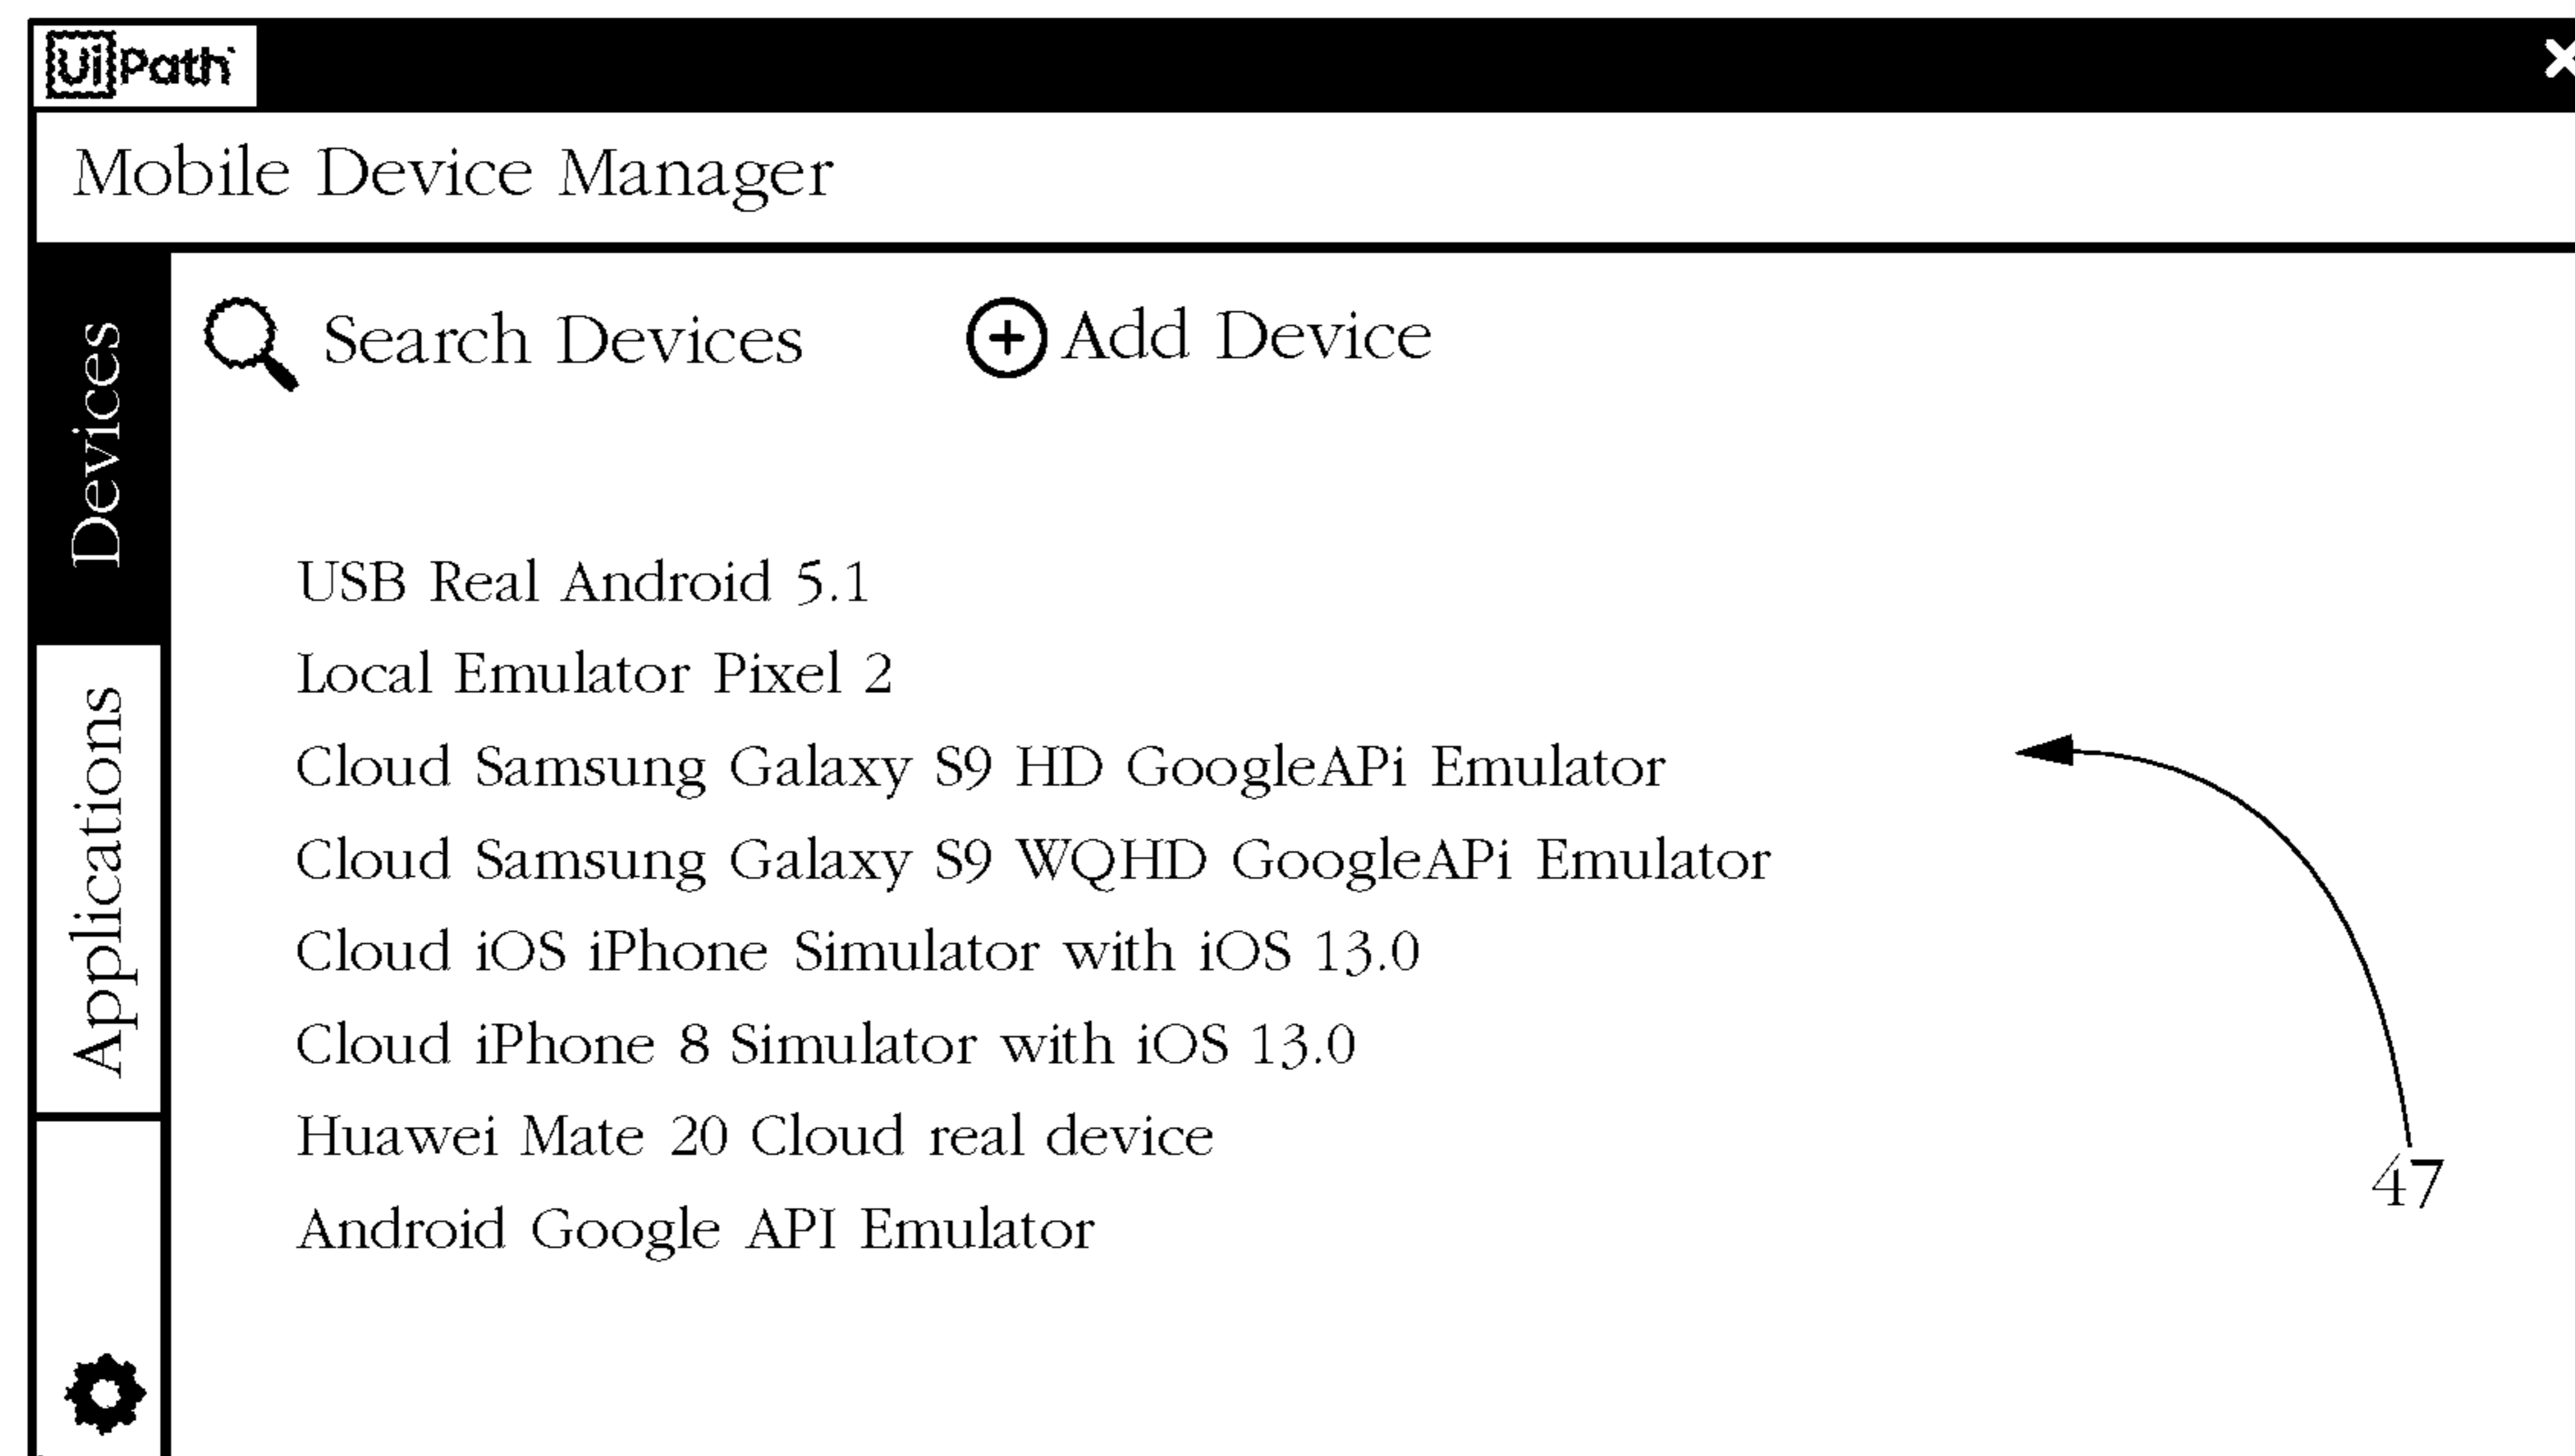 UiPath
Mobile Device Manager
Devices
Search Devices
Add Device
USB Real Android 5.1
Local Emulator Pixel 2
Cloud Samsung Galaxy S9 HD GoogleAPi Emulator
Cloud Samsung Galaxy S9 WQHD GoogleAPi Emulator
Cloud iOS iPhone Simulator with iOS 13.0
Cloud iPhone 8 Simulator with iOS 13.0
Huawei Mate 20 Cloud real device
Android Google API Emulator
Applications
47